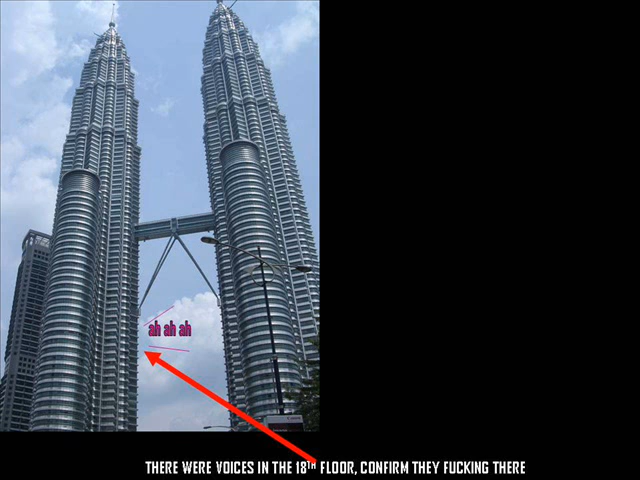 ah ah ah
THERE WERE VOICES IN THE 18TH FLOOR, CONFIRM THEY FUCKING THERE